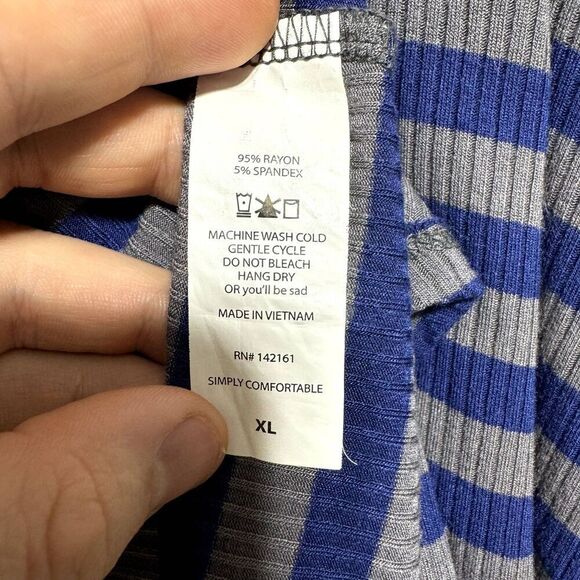 95% RAYON
5% SPANDEX
MACHINE WASH COLD
GENTLE CYCLE
DO NOT BLEACH
HANG DRY
OR you'll be sad
MADE IN VIETNAM
RN# 142161
SIMPLY COMFORTABLE
XL